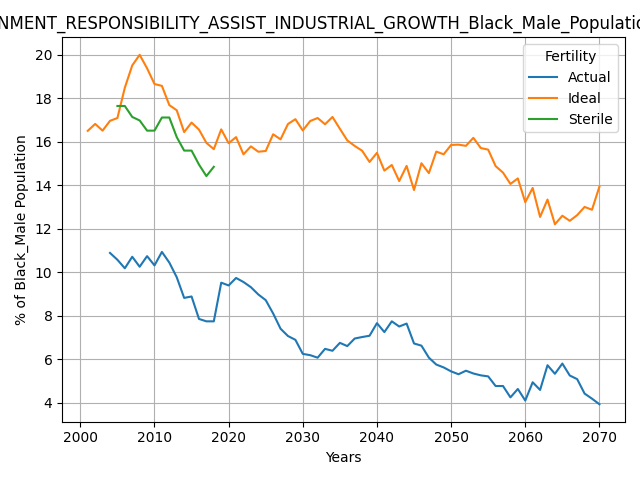 NMENT_RESPONSIBILITY_ASSIST_INDUSTRIAL_GROWTH_Black_Male_Populatio
Fertility
Actual
Ideal
Sterile
% of Black_Male Population
20
18
16
14
12
10
8
6
4
2000 2010 2020 2030 2040 2050 2060 2070
Years